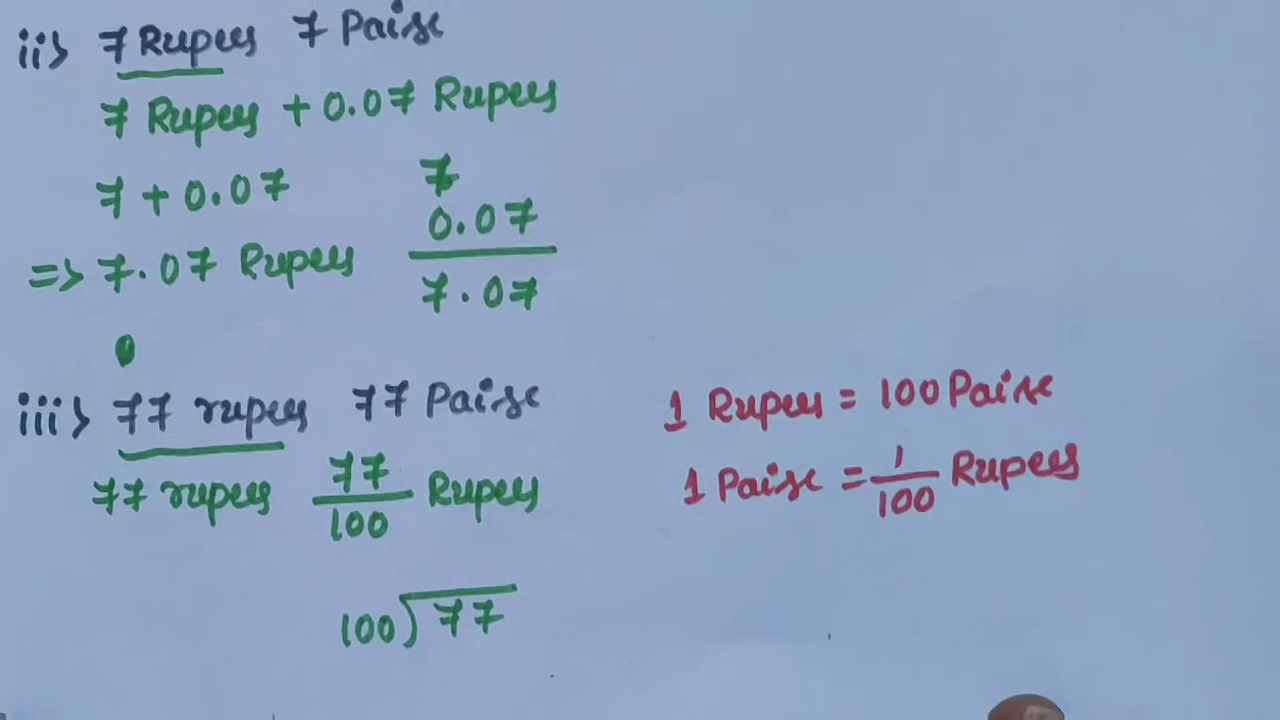 ii> 7 Rupees 7 Paise
7 Rupees + 0.07 Rupees
7 + 0.07
=> 7.07 Rupees
7
0.07
7.07
iii> 77 rupees 77 Paise
77 rupees 77/100 Rupees
100)77
1 Rupees = 100 Paise
1 Paise = 1/100 Rupees